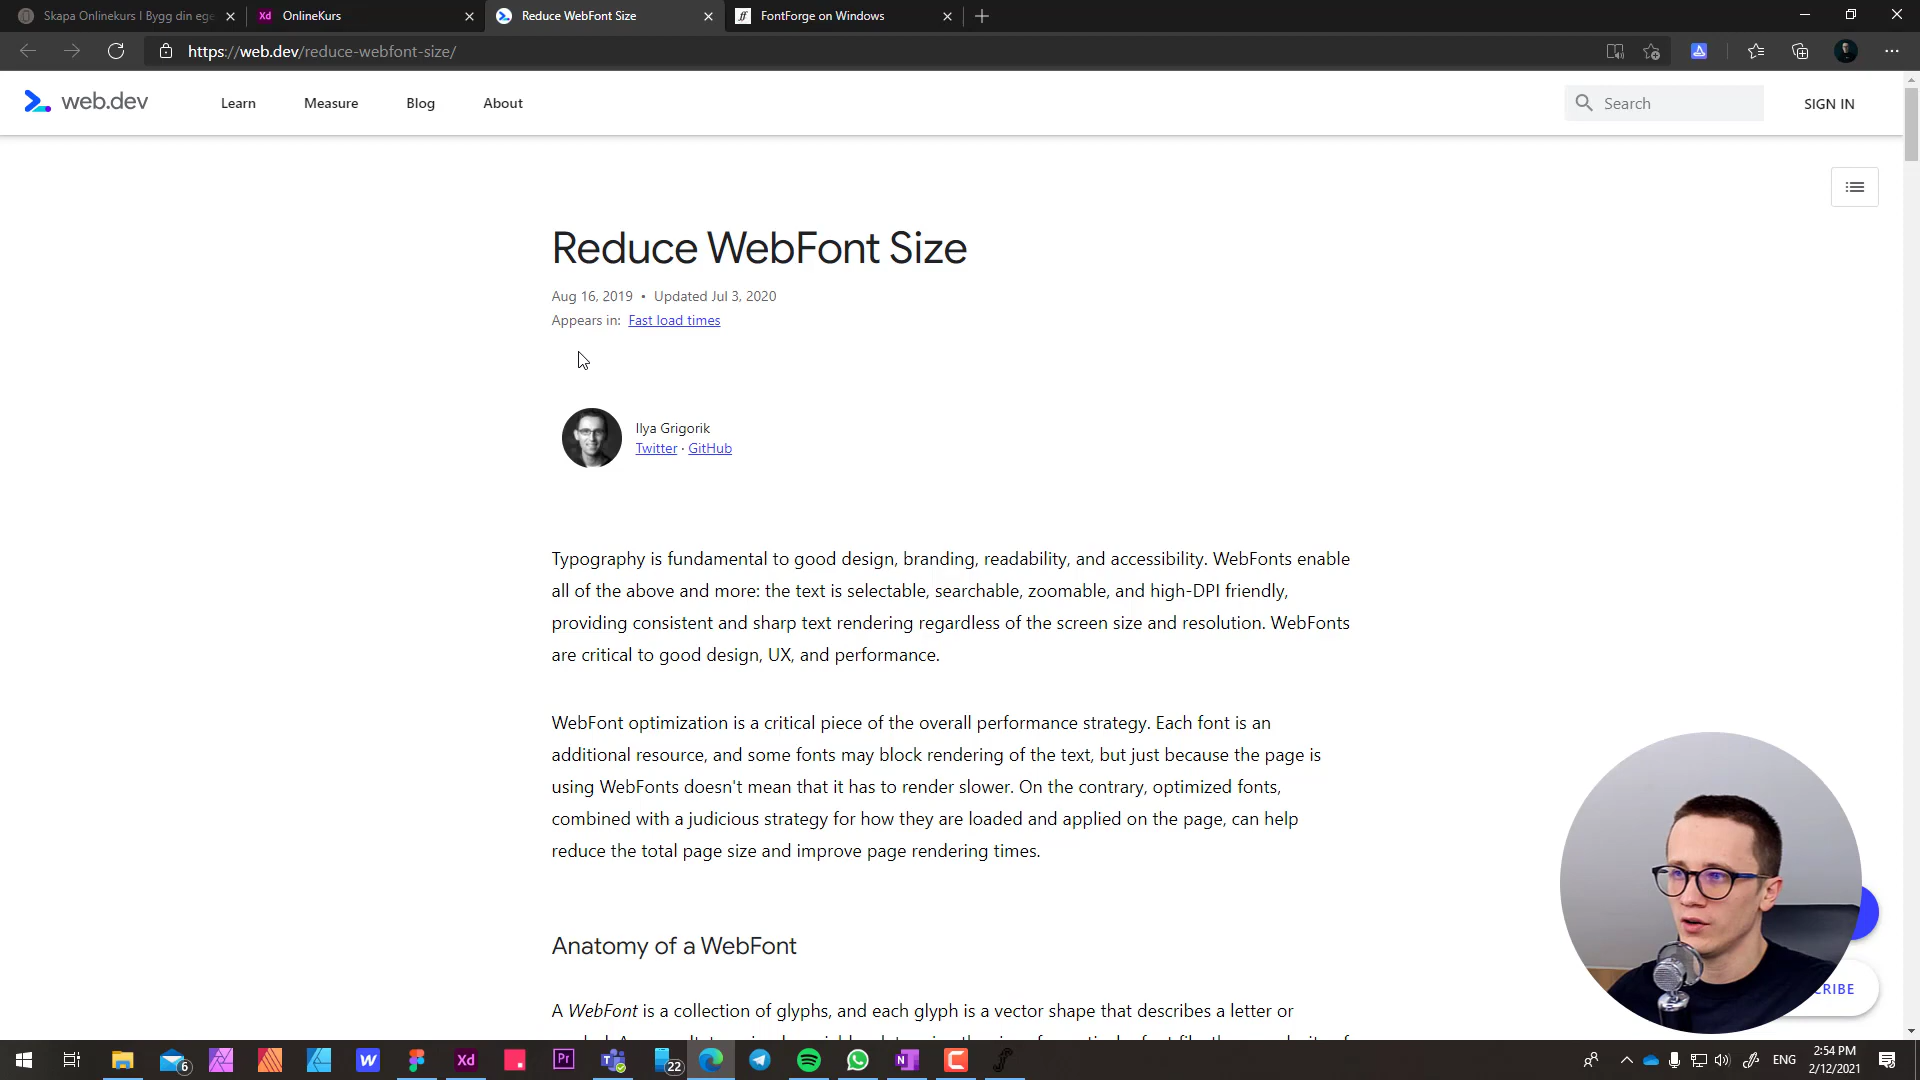 Skapa Onlinekurs I Bygg din ege
OnlineKurs
Reduce WebFont Size
FontForge on Windows
https://web.dev/reduce-webfont-size/
web.dev
Learn
Measure
Blog
About
Search
SIGN IN
Reduce WebFont Size
Aug 16, 2019 • Updated Jul 3, 2020
Appears in: Fast load times
Ilya Grigorik
Twitter · GitHub
Typography is fundamental to good design, branding, readability, and accessibility. WebFonts enable
all of the above and more: the text is selectable, searchable, zoomable, and high-DPI friendly,
providing consistent and sharp text rendering regardless of the screen size and resolution. WebFonts
are critical to good design, UX, and performance.
WebFont optimization is a critical piece of the overall performance strategy. Each font is an
additional resource, and some fonts may block rendering of the text, but just because the page is
using WebFonts doesn't mean that it has to render slower. On the contrary, optimized fonts,
combined with a judicious strategy for how they are loaded and applied on the page, can help
reduce the total page size and improve page rendering times.
Anatomy of a WebFont
A WebFont is a collection of glyphs, and each glyph is a vector shape that describes a letter or
CRIBE
Xd
Pr
6
22
ENG
2:54 PM
2/12/2021